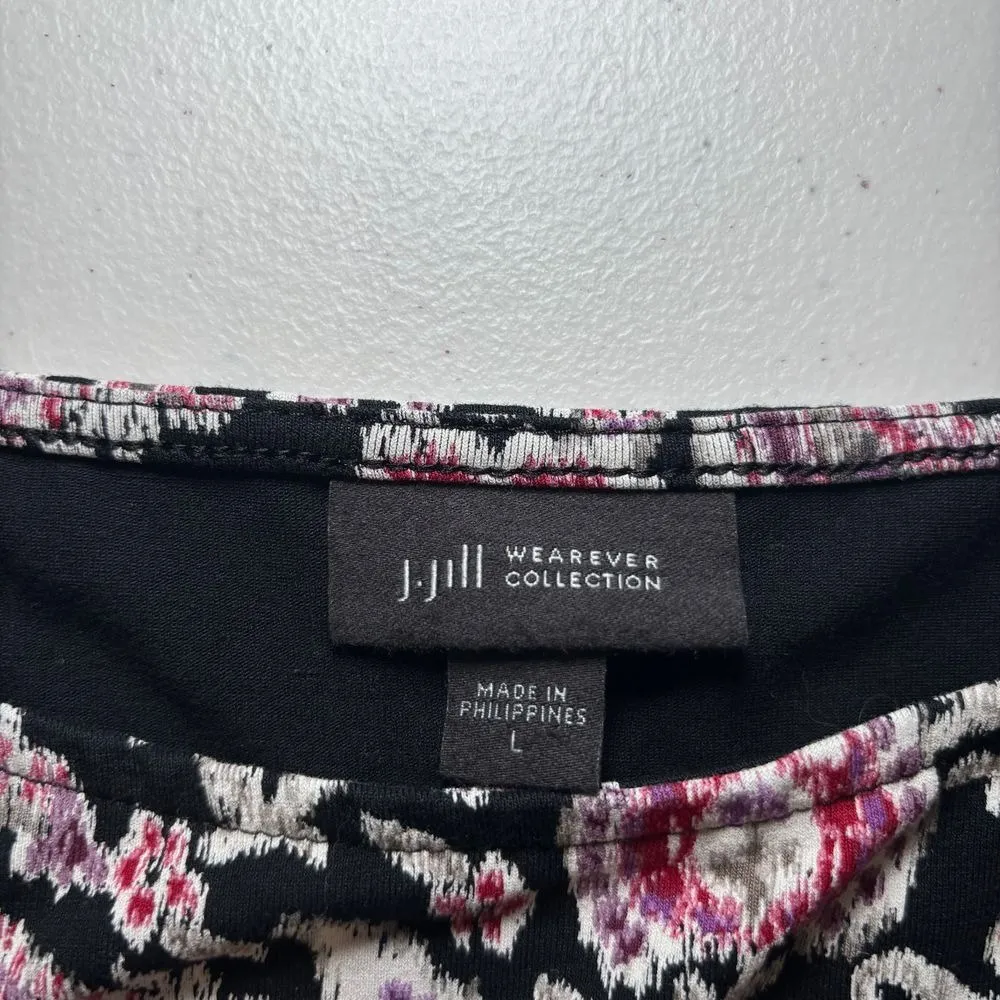 J.Jill WEAREVER
COLLECTION
MADE IN
PHILIPPINES
L